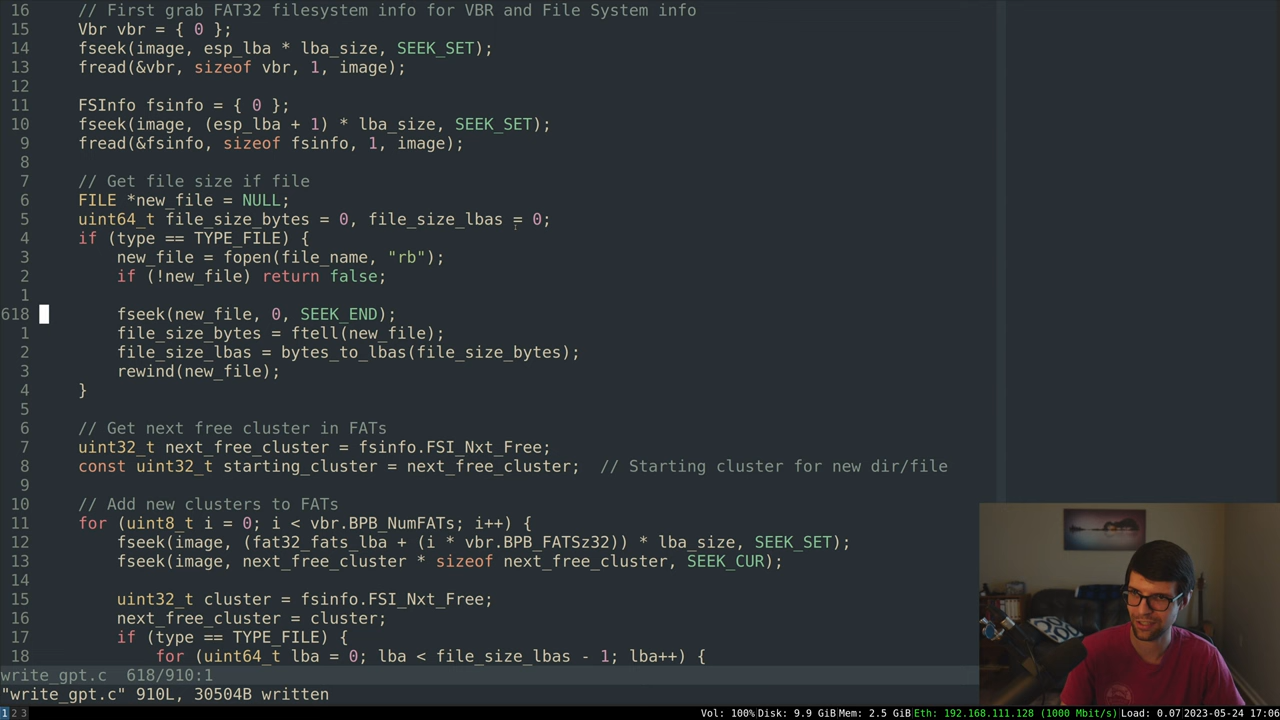 16     // First grab FAT32 filesystem info for VBR and File System info
15     Vbr vbr = { 0 };
14     fseek(image, esp_lba * lba_size, SEEK_SET);
13     fread(&vbr, sizeof vbr, 1, image);
12
11     FSInfo fsinfo = { 0 };
10     fseek(image, (esp_lba + 1) * lba_size, SEEK_SET);
9     fread(&fsinfo, sizeof fsinfo, 1, image);
8
7     // Get file size if file
6     FILE *new_file = NULL;
5     uint64_t file_size_bytes = 0, file_size_lbas = 0;
4     if (type == TYPE_FILE) {
3         new_file = fopen(file_name, "rb");
2         if (!new_file) return false;
1
618         fseek(new_file, 0, SEEK_END);
1         file_size_bytes = ftell(new_file);
2         file_size_lbas = bytes_to_lbas(file_size_bytes);
3         rewind(new_file);
4     }
5
6     // Get next free cluster in FATs
7     uint32_t next_free_cluster = fsinfo.FSI_Nxt_Free;
8     const uint32_t starting_cluster = next_free_cluster;  // Starting cluster for new dir/file
9
10     // Add new clusters to FATs
11     for (uint8_t i = 0; i < vbr.BPB_NumFATs; i++) {
12         fseek(image, (fat32_fats_lba + (i * vbr.BPB_FATSz32)) * lba_size, SEEK_SET);
13         fseek(image, next_free_cluster * sizeof next_free_cluster, SEEK_CUR);
14
15         uint32_t cluster = fsinfo.FSI_Nxt_Free;
16         next_free_cluster = cluster;
17         if (type == TYPE_FILE) {
18             for (uint64_t lba = 0; lba < file_size_lbas - 1; lba++) {
write_gpt.c  618/910:1
"write_gpt.c" 910L, 30504B written
1 2 3 Vol: 100% Disk: 9.9 GiB Mem: 2.5 GiB Eth: 192.168.111.128 (1000 Mbit/s) Load: 0.07 2023-05-24 17:06